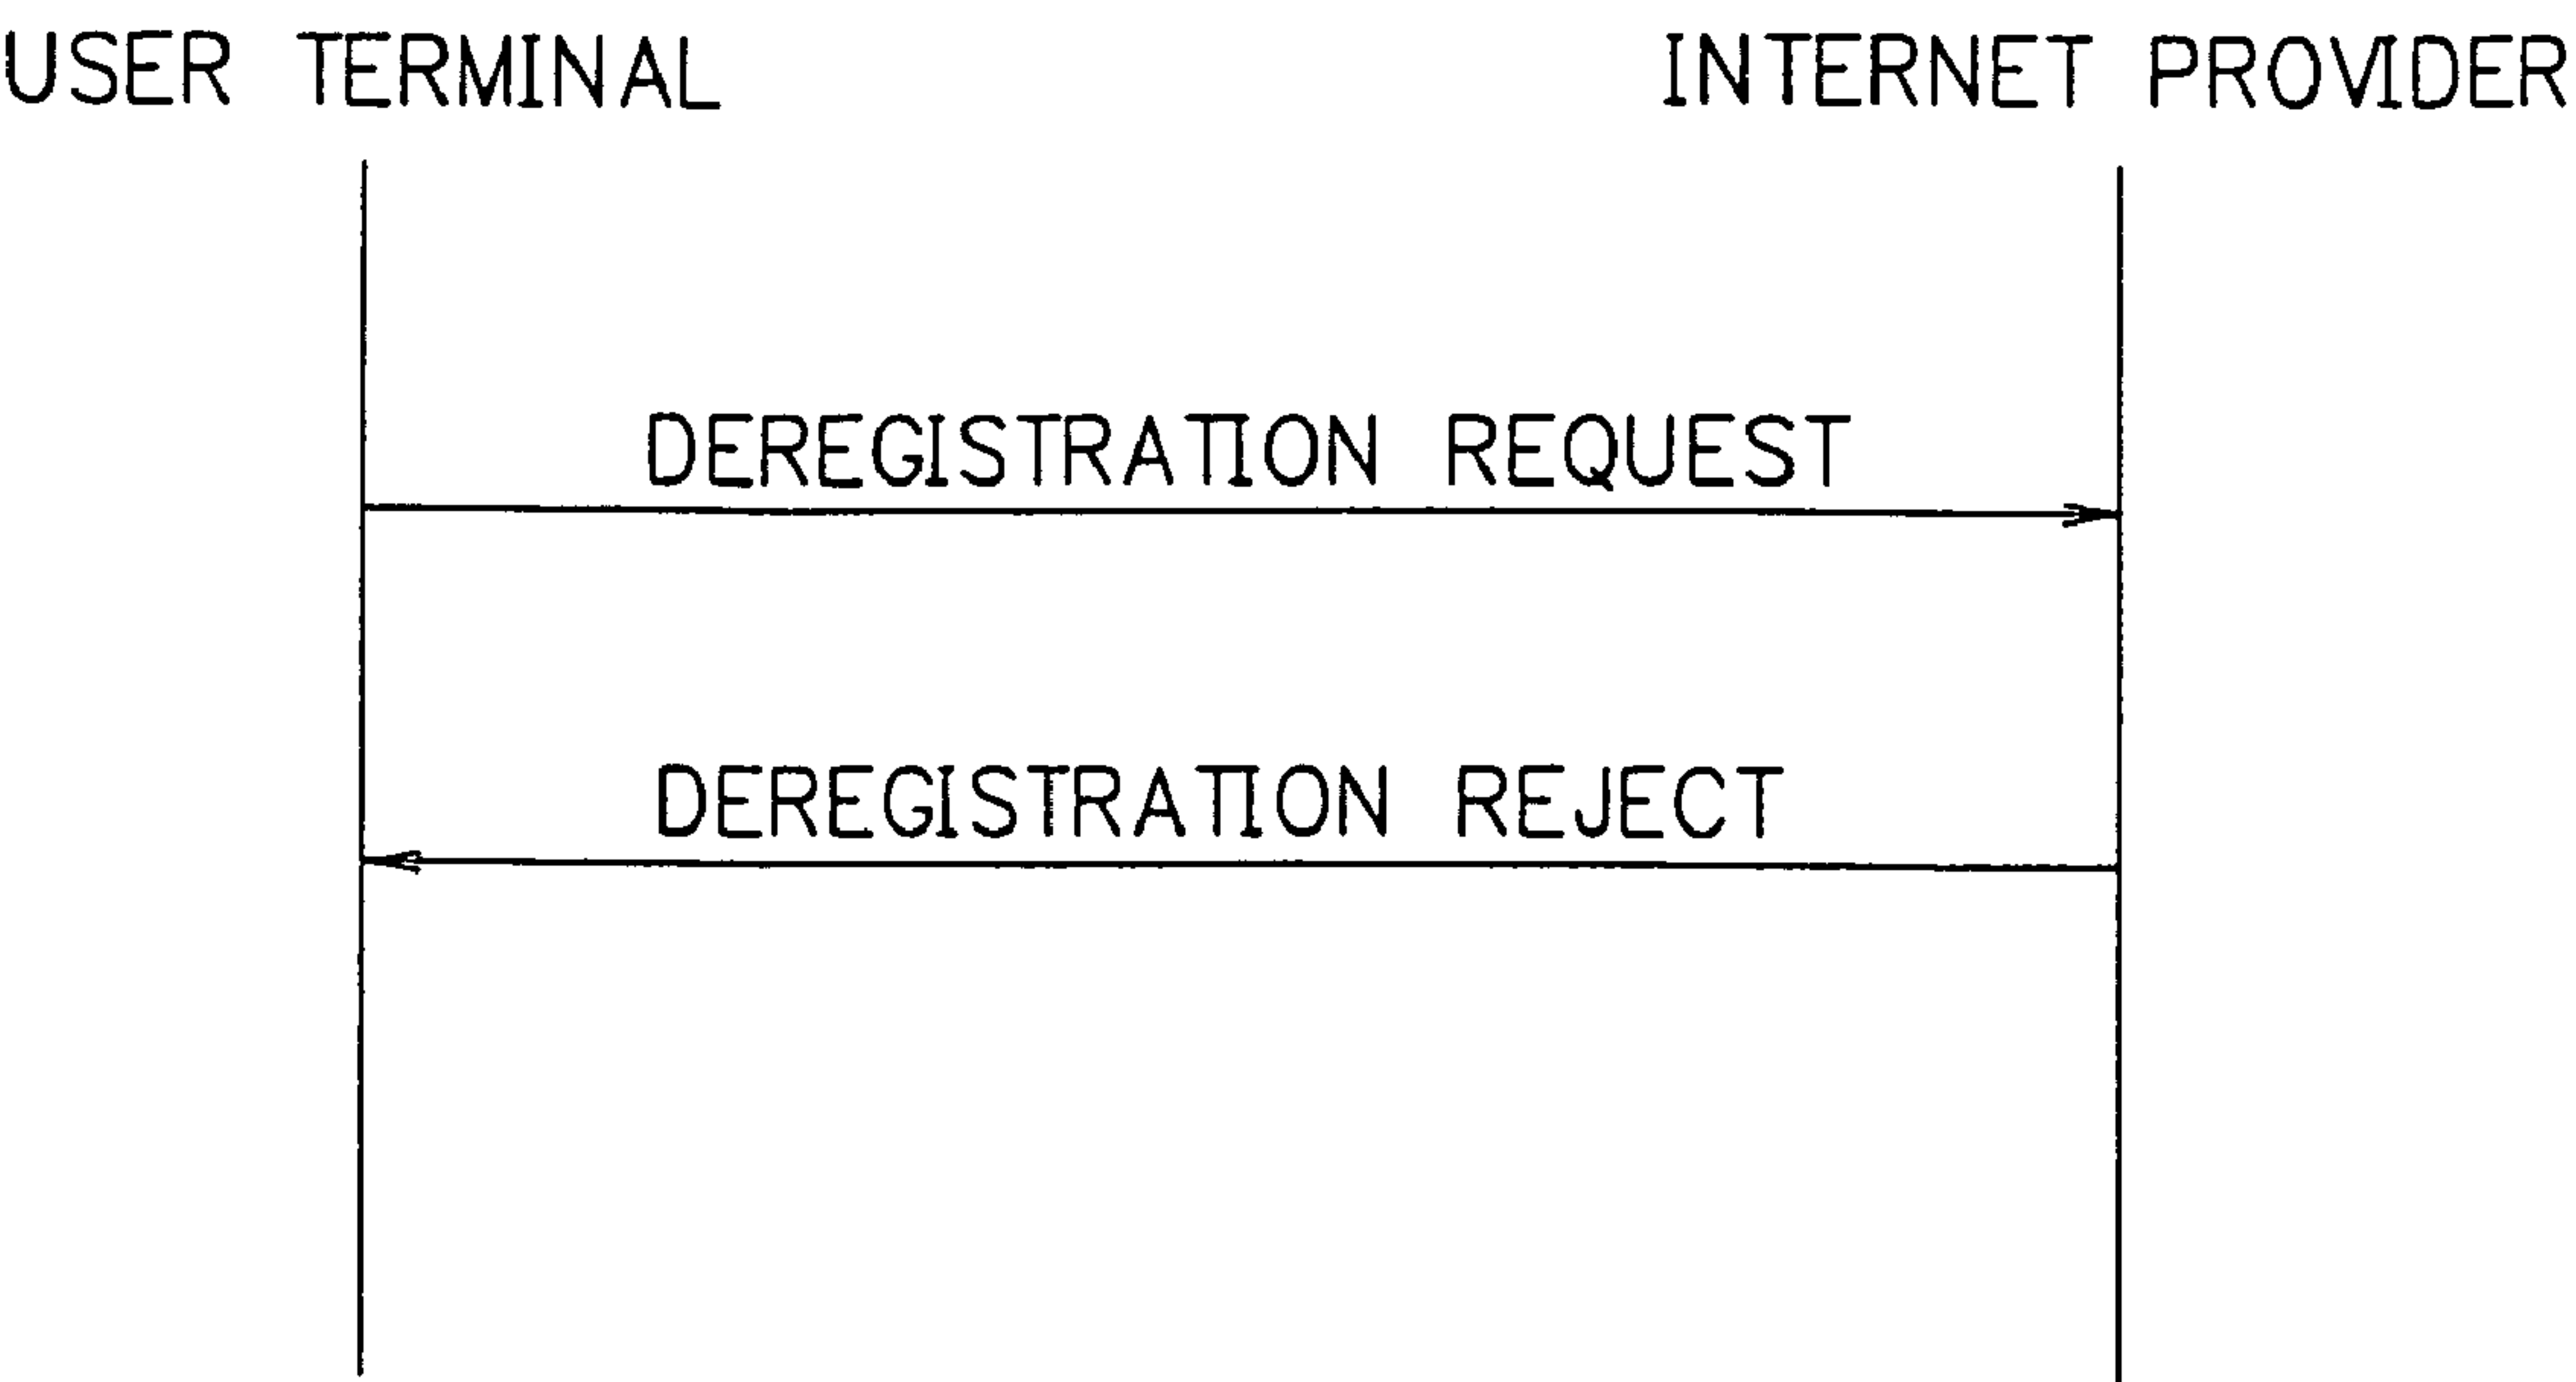 USER TERMINAL INTERNET PROVIDER
DEREGISTRATION REQUEST
DEREGISTRATION REJECT